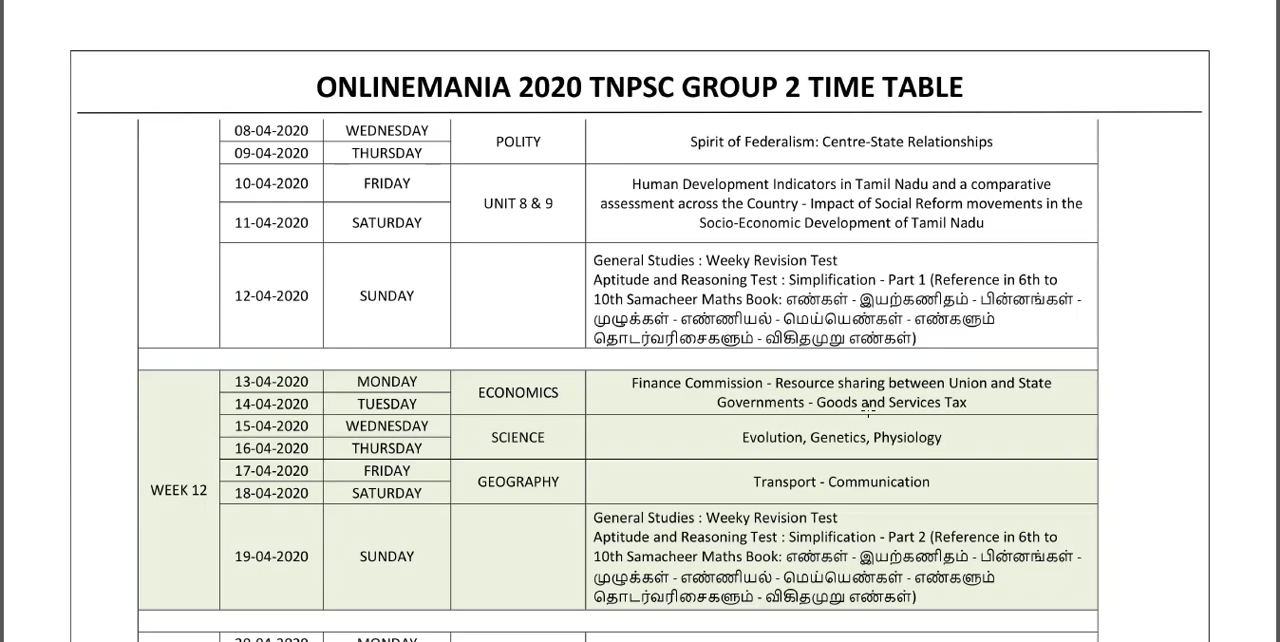 ONLINEMANIA 2020 TNPSC GROUP 2 TIME TABLE
08-04-2020 WEDNESDAY
09-04-2020 THURSDAY
POLITY
Spirit of Federalism: Centre-State Relationships
10-04-2020 FRIDAY
11-04-2020 SATURDAY
UNIT 8 & 9
Human Development Indicators in Tamil Nadu and a comparative
assessment across the Country - Impact of Social Reform movements in the
Socio-Economic Development of Tamil Nadu
12-04-2020 SUNDAY
General Studies : Weeky Revision Test
Aptitude and Reasoning Test : Simplification - Part 1 (Reference in 6th to
10th Samacheer Maths Book: எண்கள் - இயற்கணிதம் - பின்னங்கள் -
முழுக்கள் - எண்ணியல் - மெய்யெண்கள் - எண்களும்
தொடர்வரிசைகளும் - விகிதமுறு எண்கள்)
WEEK 12
13-04-2020 MONDAY
14-04-2020 TUESDAY
ECONOMICS
Finance Commission - Resource sharing between Union and State
Governments - Goods and Services Tax
15-04-2020 WEDNESDAY
16-04-2020 THURSDAY
SCIENCE
Evolution, Genetics, Physiology
17-04-2020 FRIDAY
18-04-2020 SATURDAY
GEOGRAPHY
Transport - Communication
19-04-2020 SUNDAY
General Studies : Weeky Revision Test
Aptitude and Reasoning Test : Simplification - Part 2 (Reference in 6th to
10th Samacheer Maths Book: எண்கள் - இயற்கணிதம் - பின்னங்கள் -
முழுக்கள் - எண்ணியல் - மெய்யெண்கள் - எண்களும்
தொடர்வரிசைகளும் - விகிதமுறு எண்கள்)